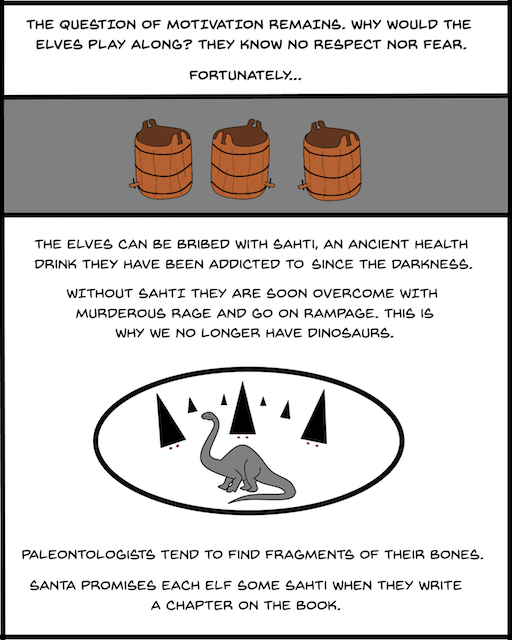 THE QUESTION OF MOTIVATION REMAINS. WHY WOULD THE
ELVES PLAY ALONG? THEY KNOW NO RESPECT NOR FEAR.
FORTUNATELY...
THE ELVES CAN BE BRIBED WITH SAHTI, AN ANCIENT HEALTH
DRINK THEY HAVE BEEN ADDICTED TO SINCE THE DARKNESS.
WITHOUT SAHTI THEY ARE SOON OVERCOME WITH
MURDEROUS RAGE AND GO ON RAMPAGE. THIS IS
WHY WE NO LONGER HAVE DINOSAURS.
PALEONTOLOGISTS TEND TO FIND FRAGMENTS OF THEIR BONES.
SANTA PROMISES EACH ELF SOME SAHTI WHEN THEY WRITE
A CHAPTER ON THE BOOK.